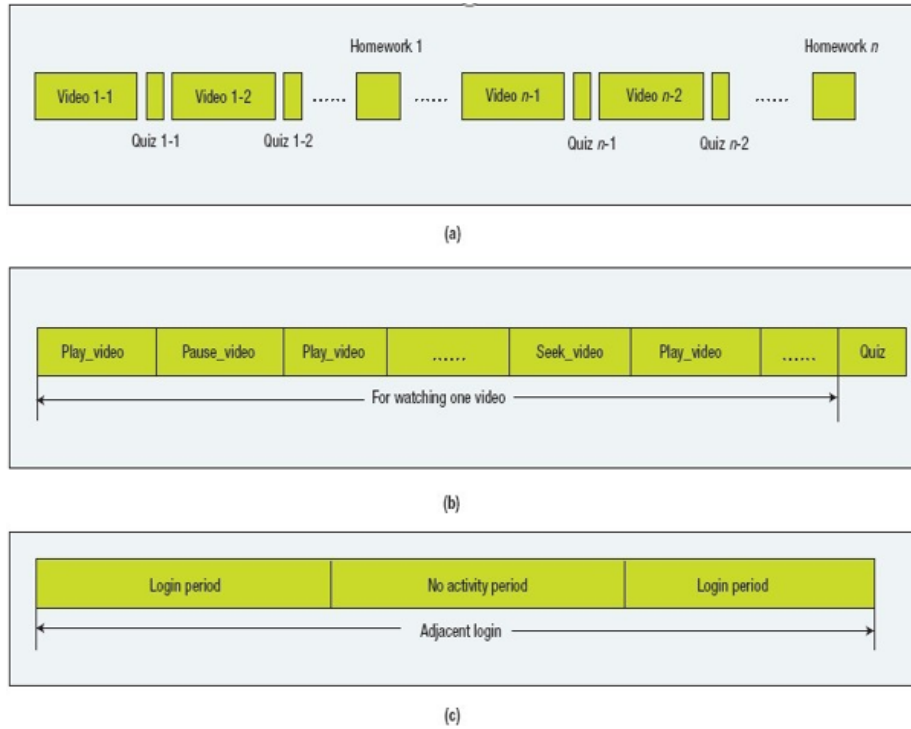 Homework 1
Homework n
Video 1-1
Video 1-2
......
......
Video n-1
Video n-2
......
Quiz 1-1
Quiz 1-2
Quiz n-1
Quiz n-2
(a)
Play_video
Pause_video
Play_video
......
Seek_video
Play_video
......
Quiz
For watching one video
(b)
Login period
No activity period
Login period
Adjacent login
(c)